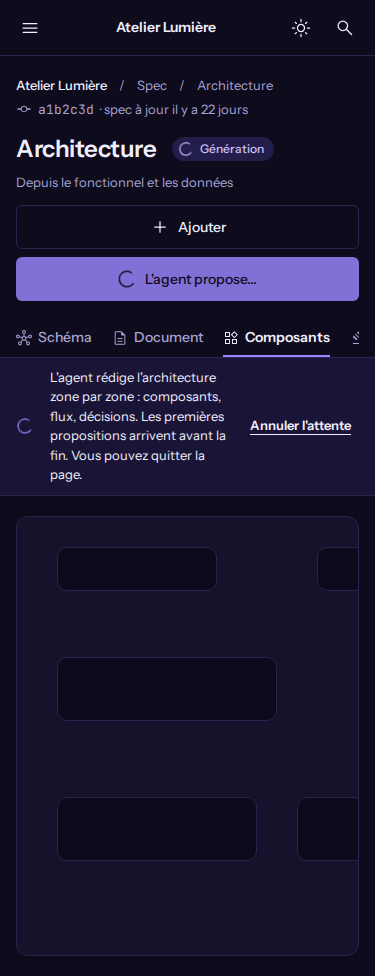 Atelier Lumière
Atelier Lumière / Spec / Architecture
a1b2c3d · spec à jour il y a 22 jours
Architecture Génération
Depuis le fonctionnel et les données
Ajouter
L'agent propose…
Schéma Document Composants
L'agent rédige l'architecture
zone par zone : composants,
flux, décisions. Les premières
propositions arrivent avant la
fin. Vous pouvez quitter la
page.
Annuler l'attente